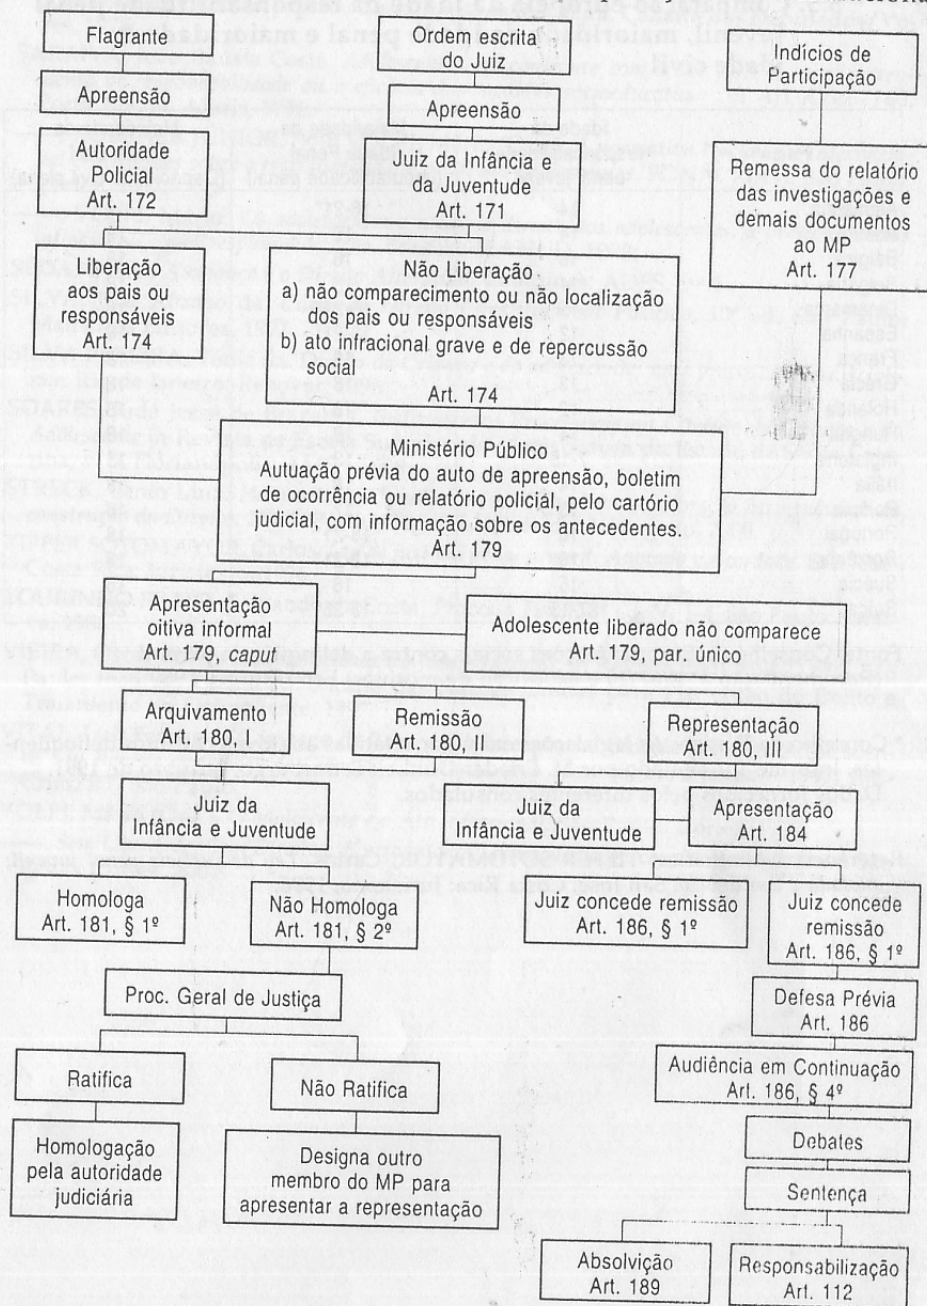 Flagrante
Apreensão
Autoridade
Policial
Art. 172
Liberação
aos pais ou
responsáveis
Art. 174
Ordem escrita
do Juiz
Apreensão
Juiz da Infância e
da Juventude
Art. 171
Não Liberação
a) não comparecimento ou não localização
dos pais ou responsáveis
b) ato infracional grave e de repercussão
social
Art. 174
Indícios de
Participação
Remessa do relatório
das investigações e
demais documentos
ao MP
Art. 177
Ministério Público
Autuação prévia do auto de apreensão, boletim
de ocorrência ou relatório policial, pelo cartório
judicial, com informação sobre os antecedentes.
Art. 179
Apresentação
oitiva informal
Art. 179, caput
Adolescente liberado não comparece
Art. 179, par. único
Arquivamento
Art. 180, I
Remissão
Art. 180, II
Representação
Art. 180, III
Juiz da
Infância e Juventude
Juiz da
Infância e Juventude
Apresentação
Art. 184
Homologa
Art. 181, § 1º
Não Homologa
Art. 181, § 2º
Juiz concede remissão
Art. 186, § 1º
Juiz concede
remissão
Art. 186, § 1º
Proc. Geral de Justiça
Defesa Prévia
Art. 186
Ratifica
Não Ratifica
Audiência em Continuação
Art. 186, § 4º
Homologação
pela autoridade
judiciária
Designa outro
membro do MP para
apresentar a representação
Debates
Sentença
Absolvição
Art. 189
Responsabilização
Art. 112